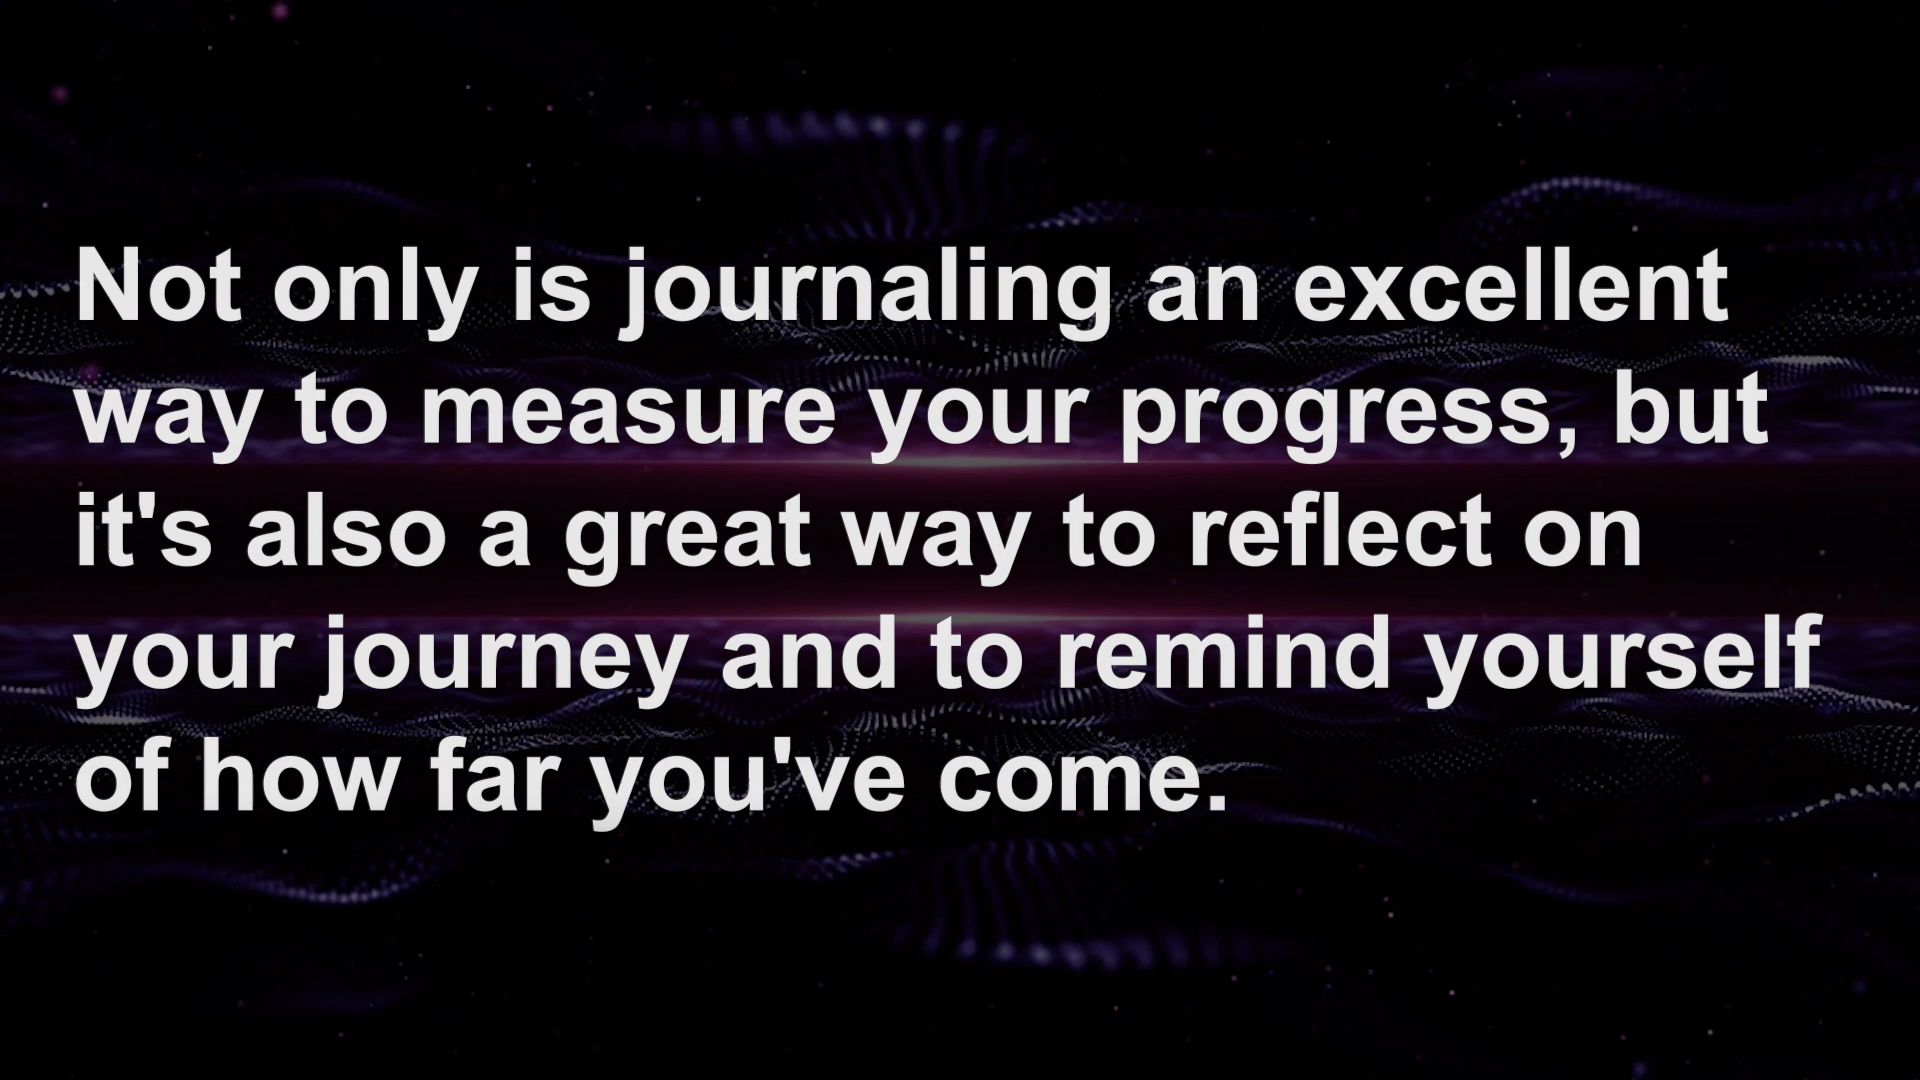 Not only is journaling an excellent
way to measure your progress, but
it's also a great way to reflect on
your journey and to remind yourself
of how far you've come.